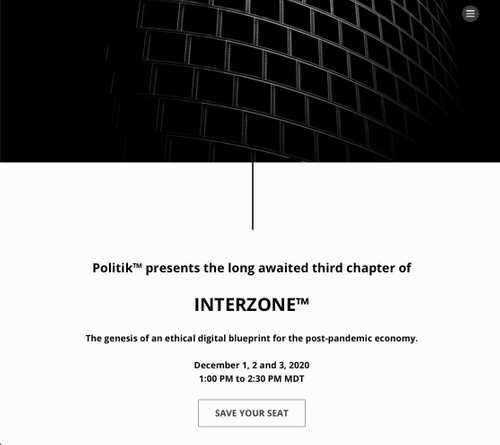 Politik™ presents the long awaited third chapter of
INTERZONE™
The genesis of an ethical digital blueprint for the post-pandemic economy.
December 1, 2 and 3, 2020
1:00 PM to 2:30 PM MDT
SAVE YOUR SEAT